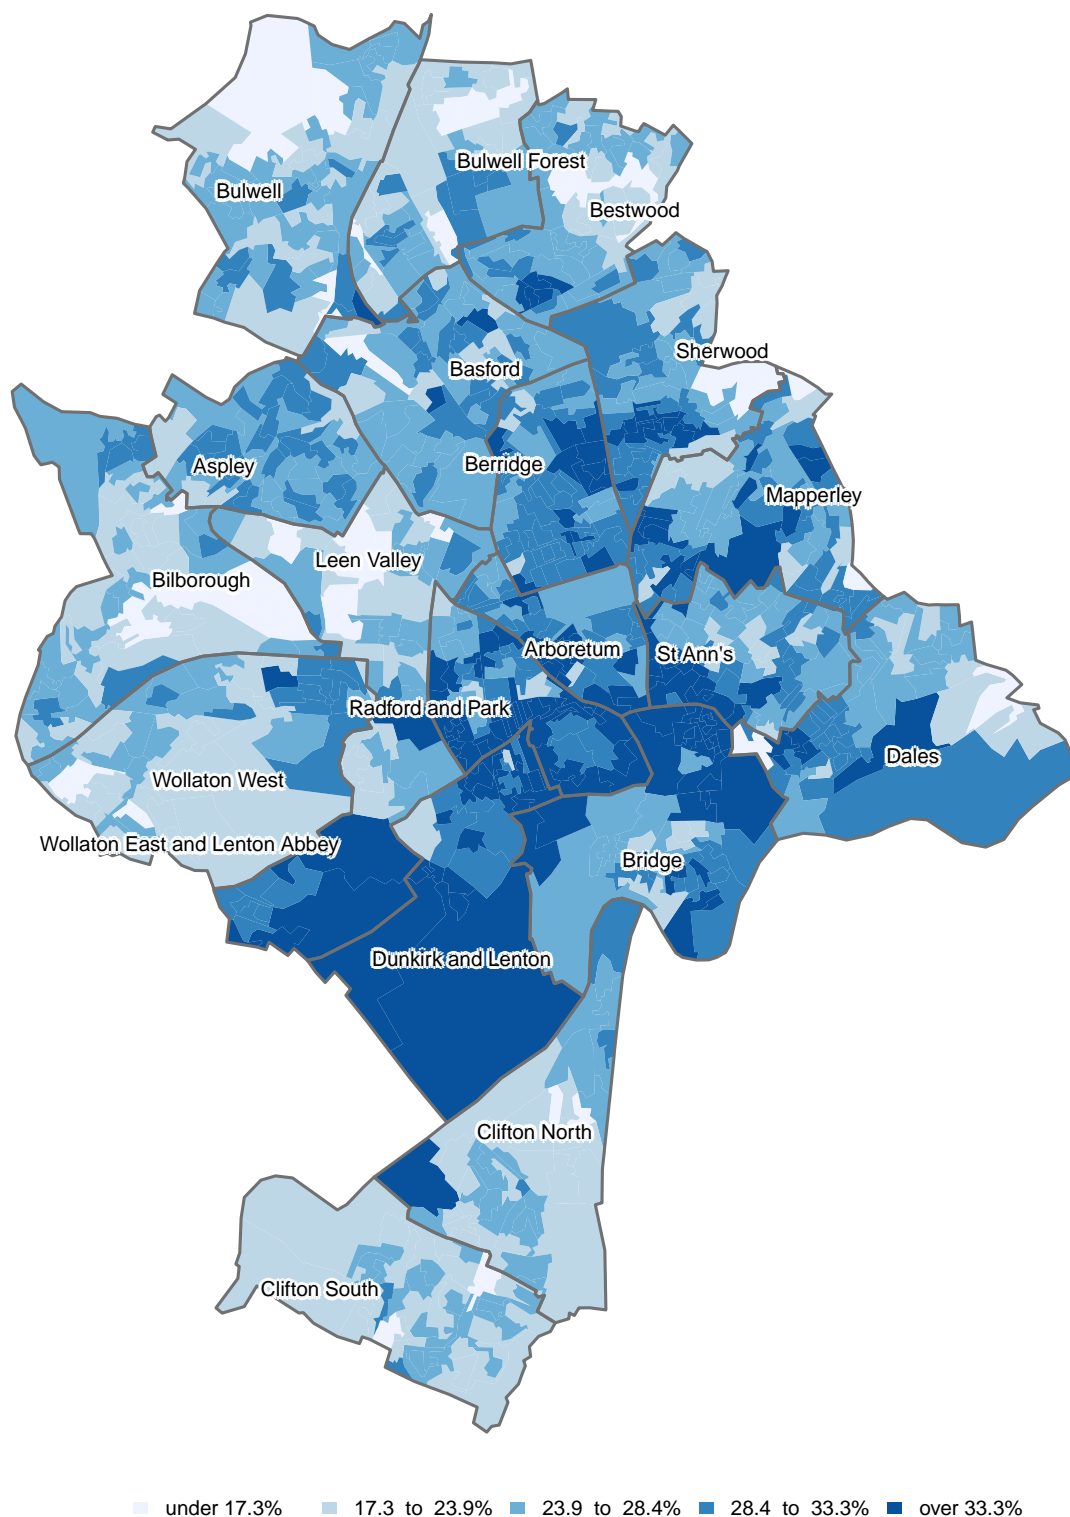 Bulwell Forest
Bulwell
Bestwood
Sherwood
Basford
Aspley
Berridge
Mapperley
Leen Valley
Bilborough
Arboretum
St Ann's
Radford and Park
Dales
Wollaton West
Wollaton East and Lenton Abbey
Bridge
Dunkirk and Lenton
Clifton North
Clifton South
under 17.3% 17.3 to 23.9% 23.9 to 28.4% 28.4 to 33.3% over 33.3%